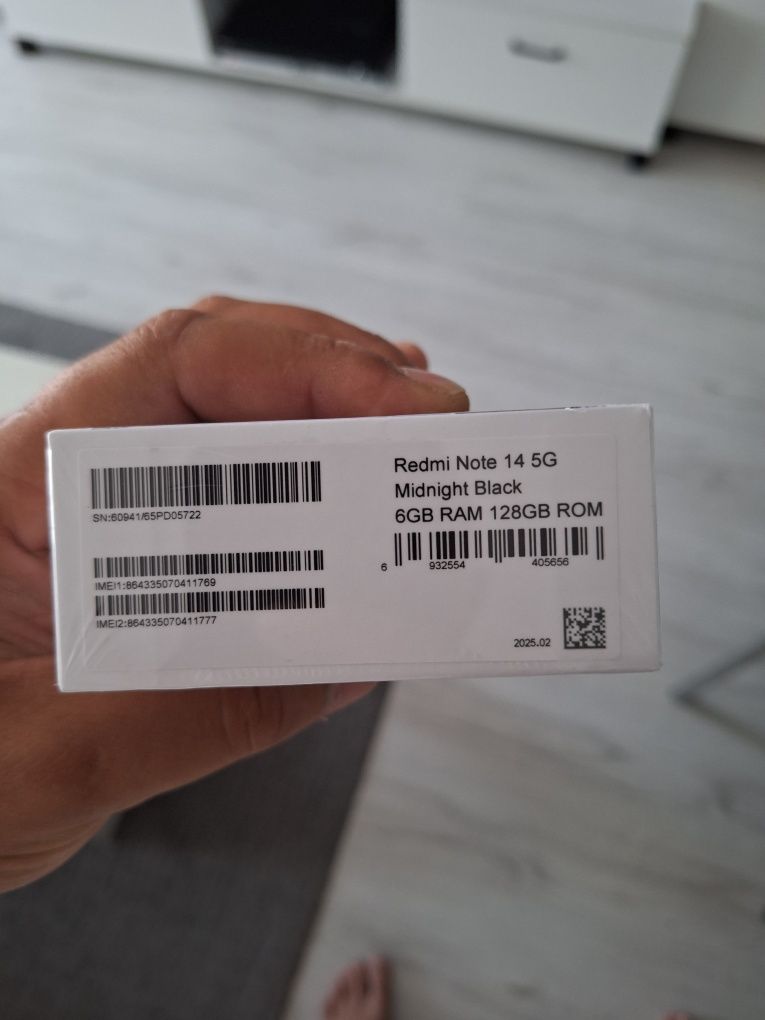 SN:60941/65PD05722
IMEI1:864335070411769
IMEI2:864335070411777
Redmi Note 14 5G
Midnight Black
6GB RAM 128GB ROM
6 932554 405656
2025.02